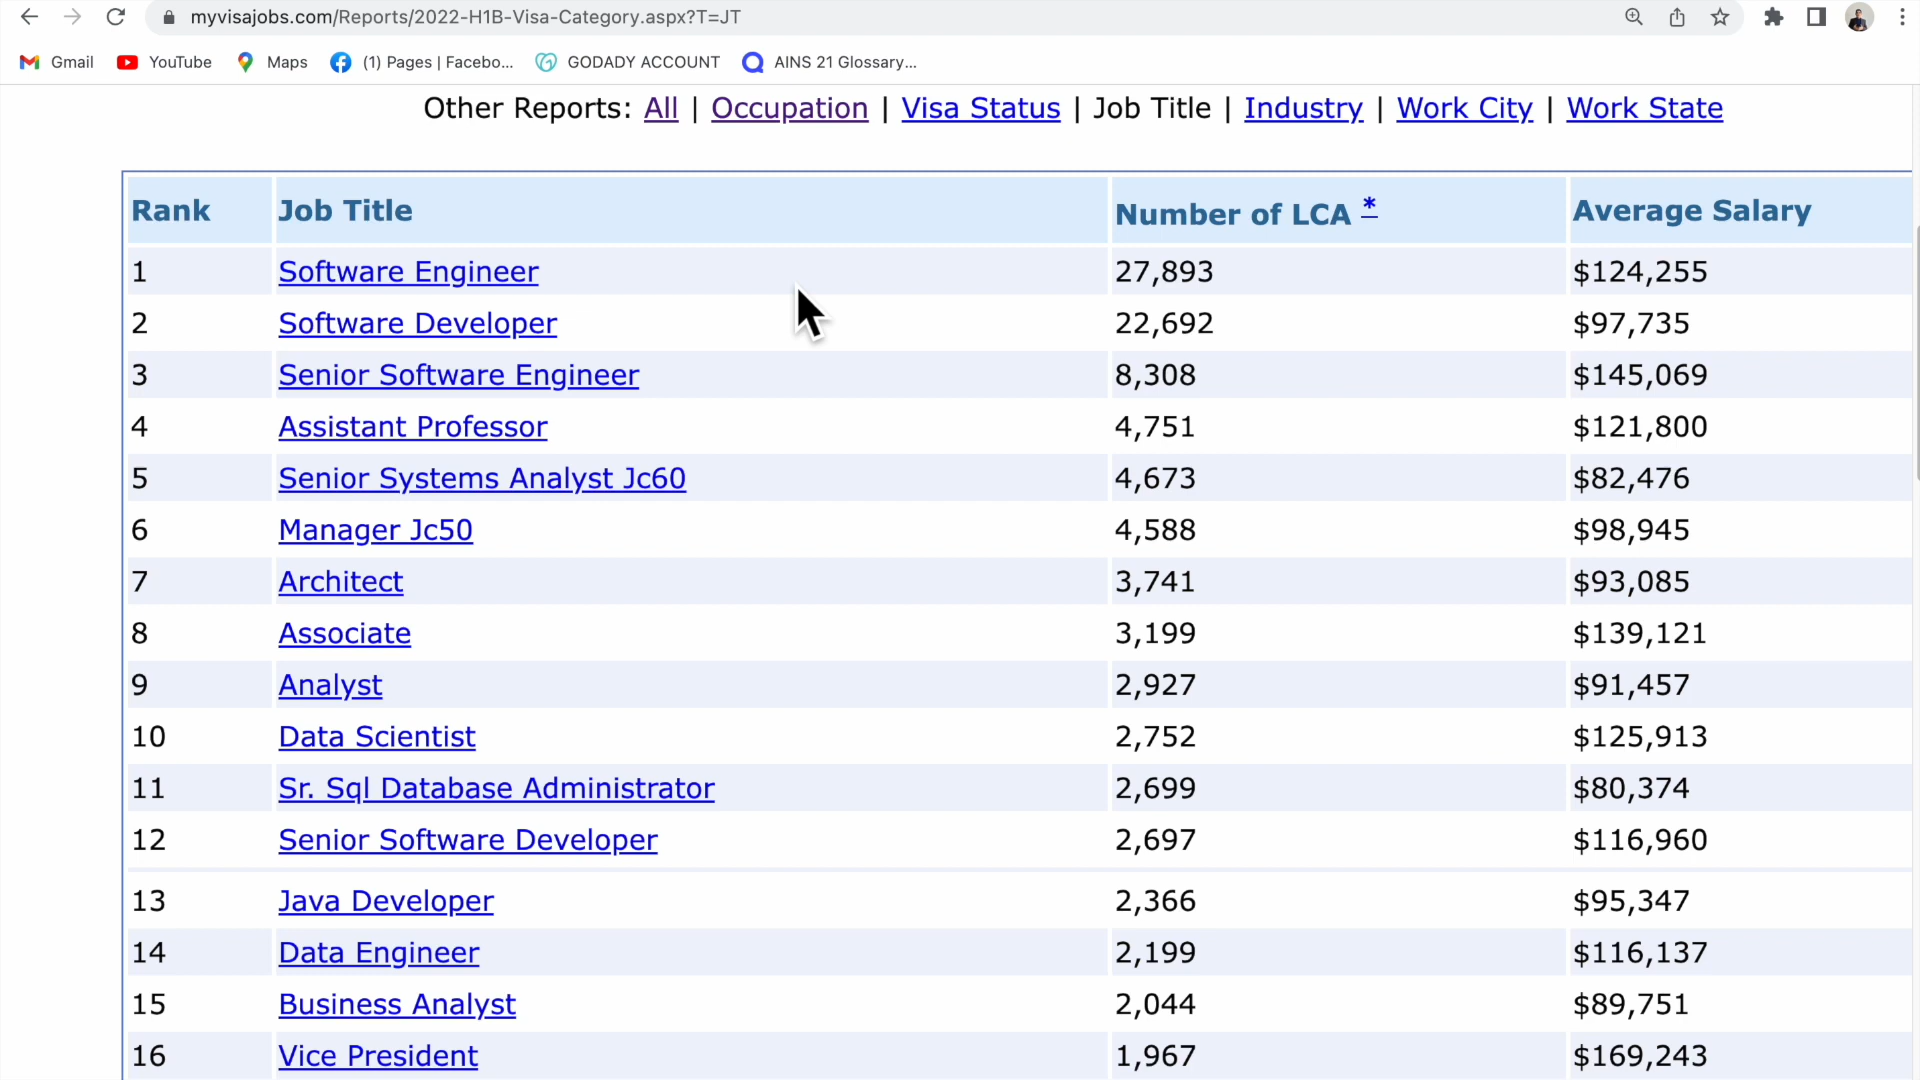 myvisajobs.com/Reports/2022-H1B-Visa-Category.aspx?T=JT
Gmail YouTube Maps (1) Pages | Facebo... GODADY ACCOUNT AINS 21 Glossary...
Other Reports: All | Occupation | Visa Status | Job Title | Industry | Work City | Work State
Rank Job Title Number of LCA * Average Salary
1 Software Engineer 27,893 $124,255
2 Software Developer 22,692 $97,735
3 Senior Software Engineer 8,308 $145,069
4 Assistant Professor 4,751 $121,800
5 Senior Systems Analyst Jc60 4,673 $82,476
6 Manager Jc50 4,588 $98,945
7 Architect 3,741 $93,085
8 Associate 3,199 $139,121
9 Analyst 2,927 $91,457
10 Data Scientist 2,752 $125,913
11 Sr. Sql Database Administrator 2,699 $80,374
12 Senior Software Developer 2,697 $116,960
13 Java Developer 2,366 $95,347
14 Data Engineer 2,199 $116,137
15 Business Analyst 2,044 $89,751
16 Vice President 1,967 $169,243